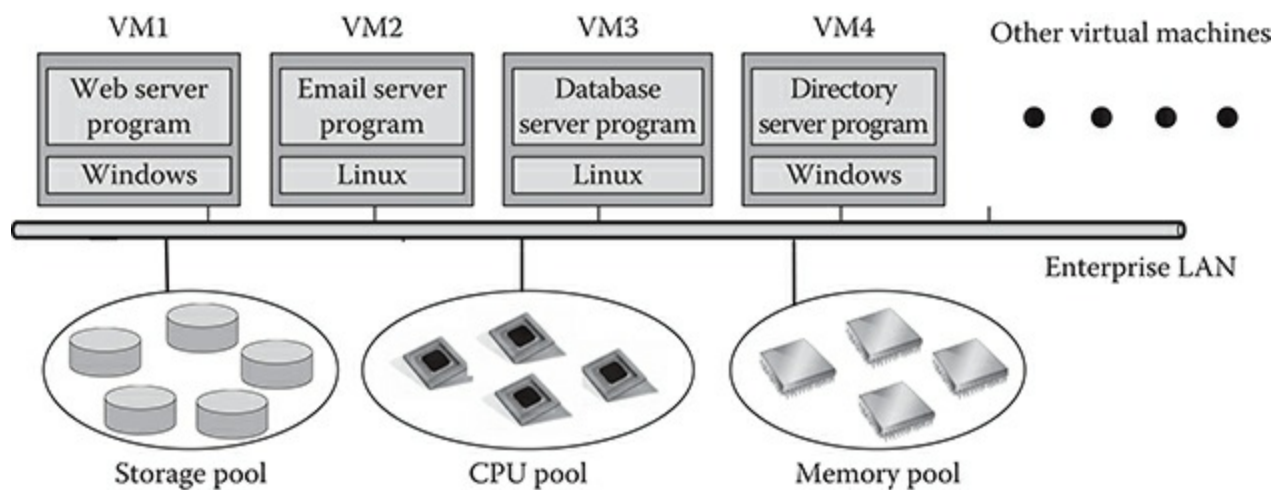 VM1
VM2
VM3
VM4
Other virtual machines
Web server
program
Windows
Email server
program
Linux
Database
server program
Linux
Directory
server program
Windows
Enterprise LAN
Storage pool
CPU pool
Memory pool